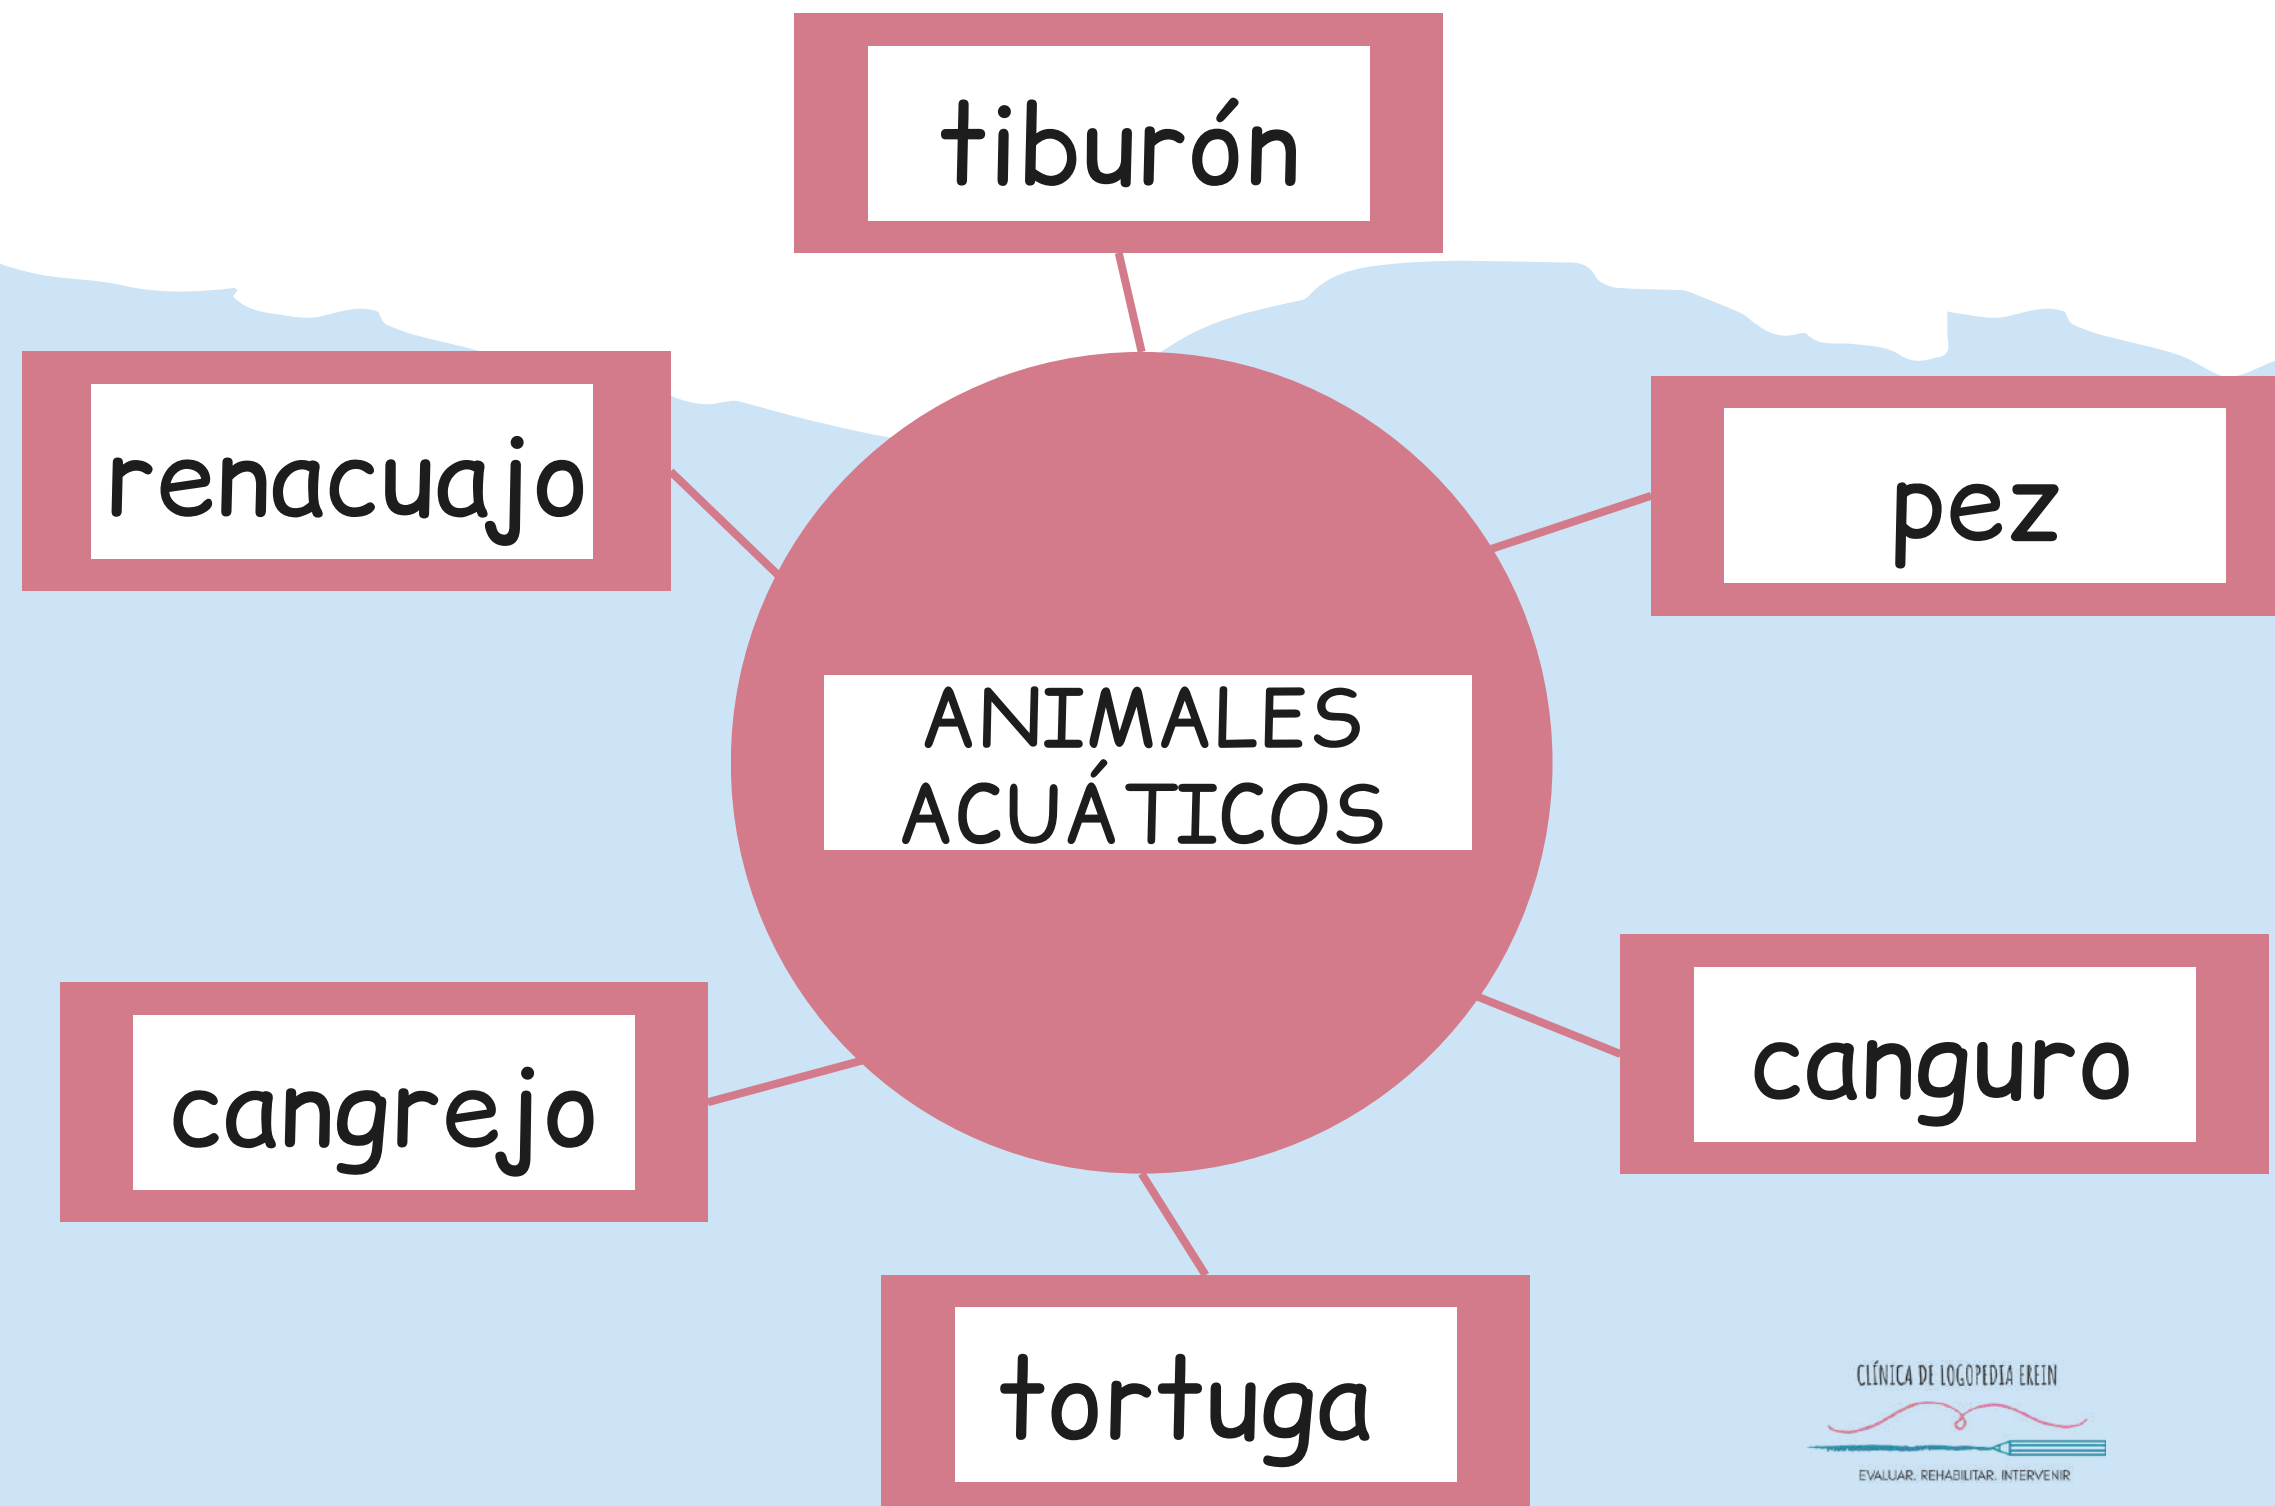 tiburón
renacuajo
pez
ANIMALES
ACUÁTICOS
cangrejo
canguro
tortuga
CLÍNICA DE LOGOPEDIA EREIN
EVALUAR. REHABILITAR. INTERVENIR